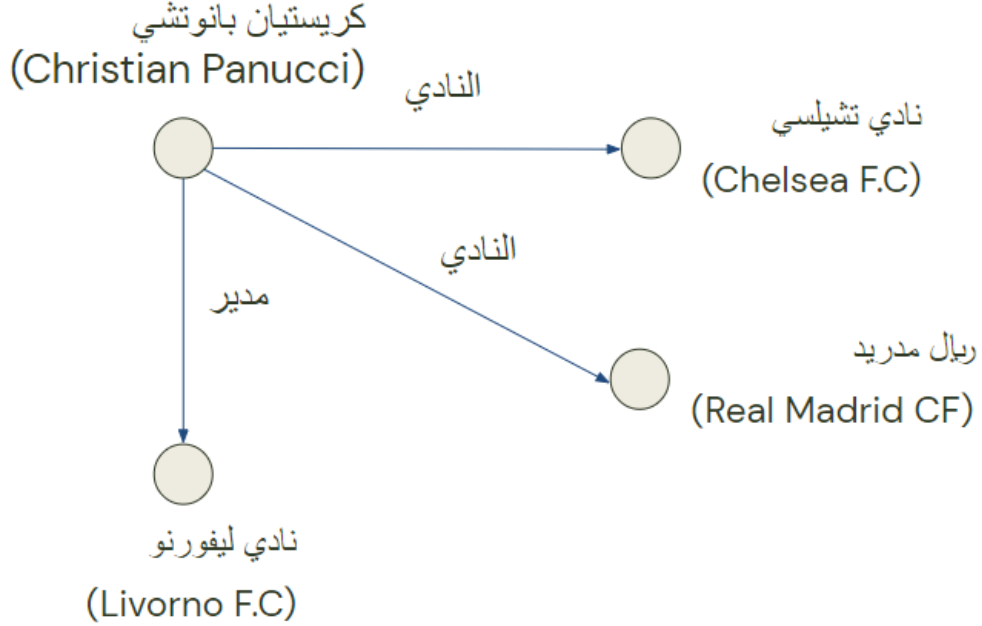 كريستيان بانوتشي
(Christian Panucci)
النادي
نادي تشيلسي
(Chelsea F.C)
النادي
مدير
ريال مدريد
(Real Madrid CF)
نادي ليفورنو
(Livorno F.C)